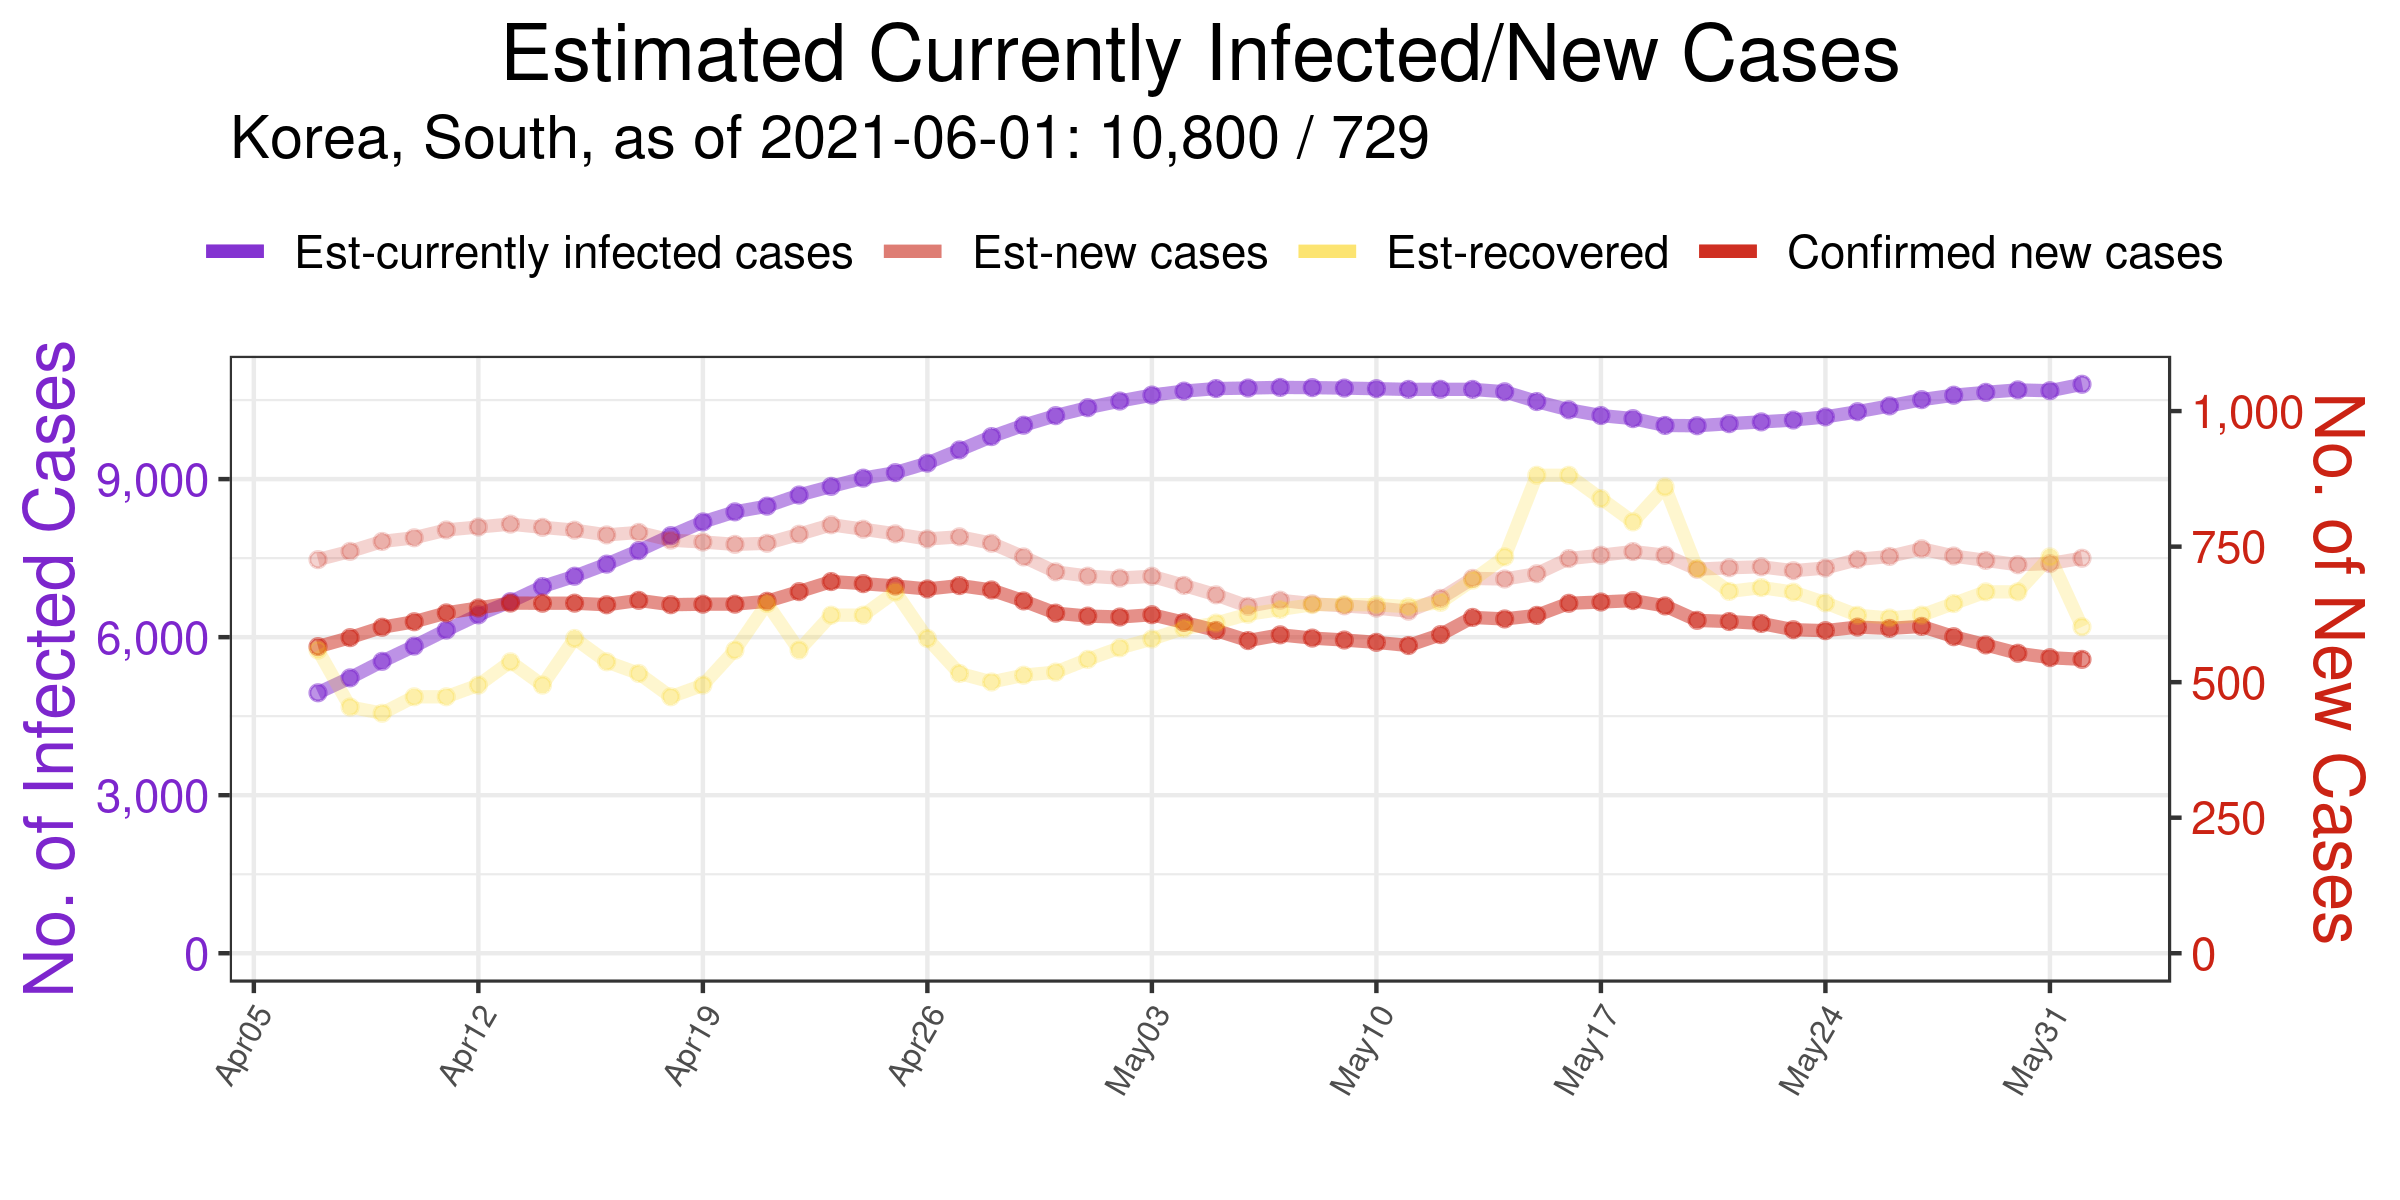 Estimated Currently Infected/New Cases
Korea, South, as of 2021-06-01: 10,800 / 729
Est-currently infected cases Est-new cases Est-recovered Confirmed new cases
No. of Infected Cases
9,000
6,000
3,000
0
1,000
750
500
250
0
No. of New Cases
Apr05 Apr12 Apr19 Apr26 May03 May10 May17 May24 May31